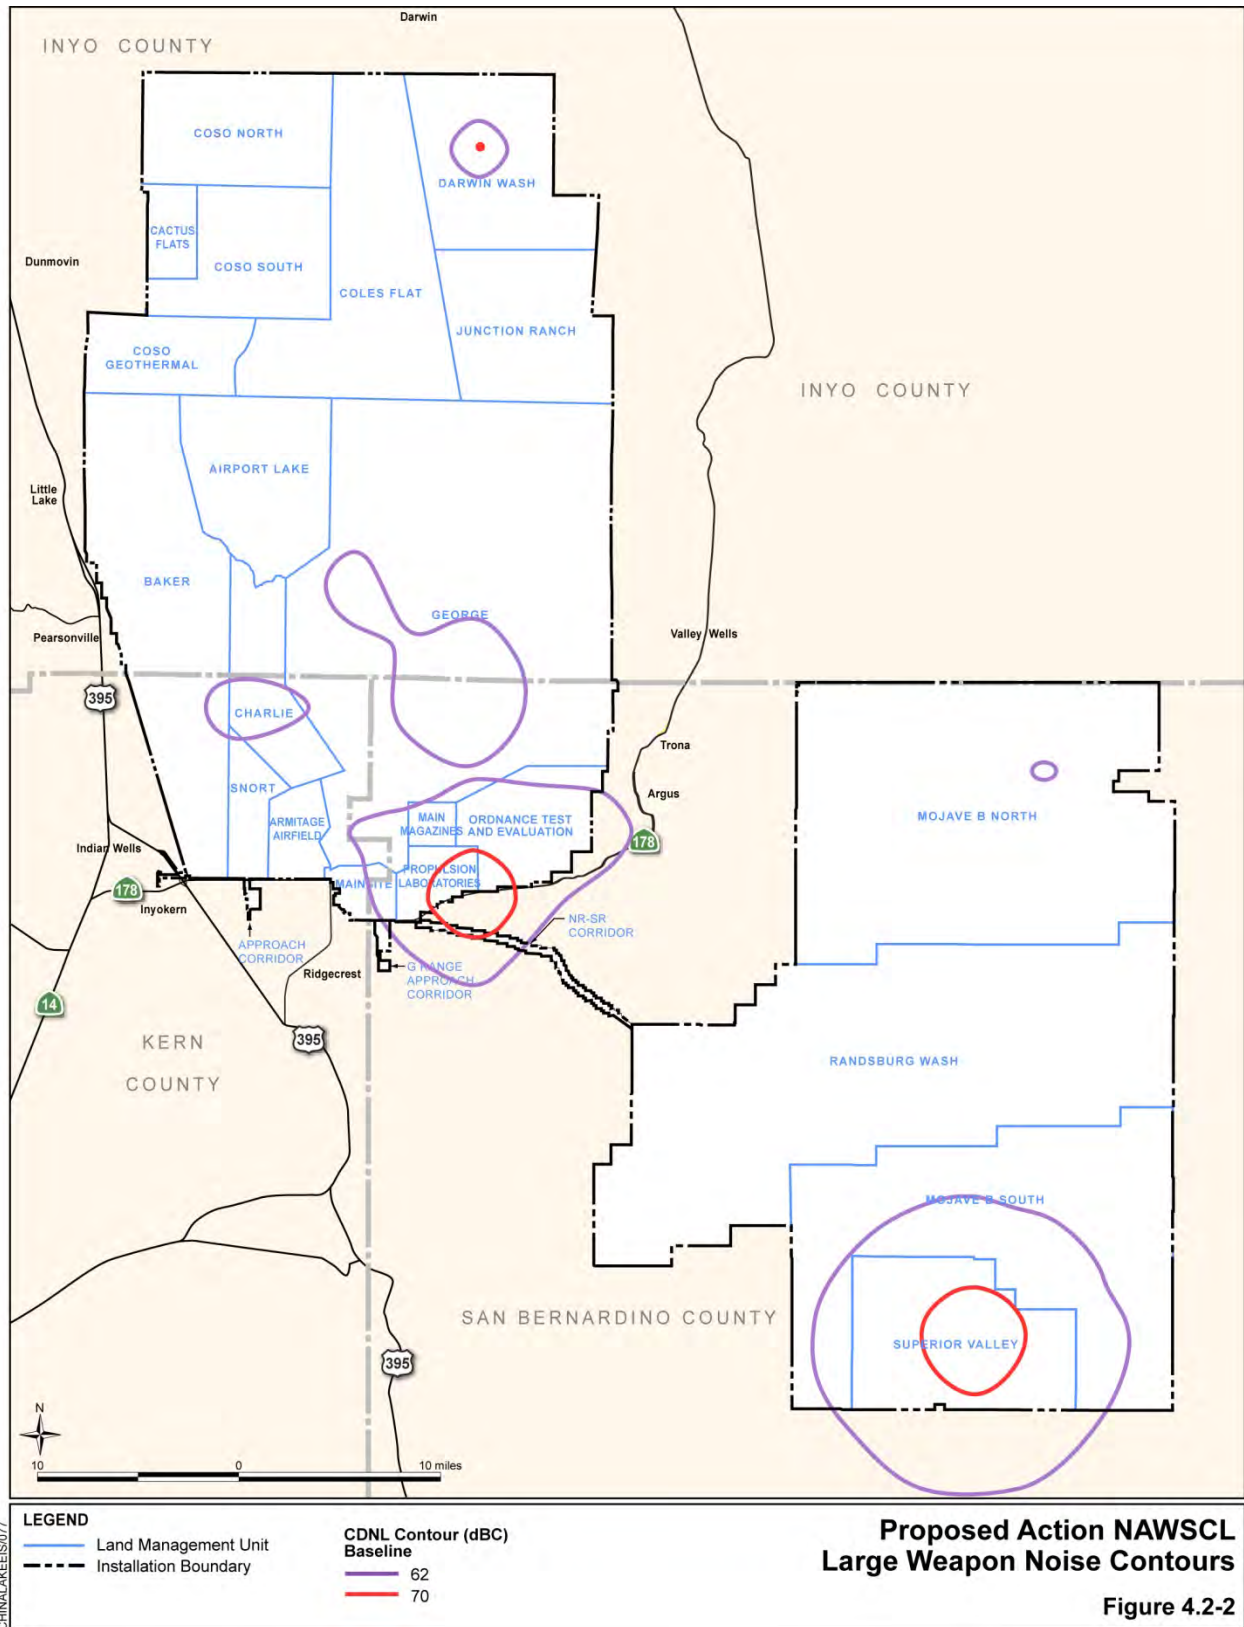 Darwin
INYO COUNTY
COSO NORTH
DARWIN WASH
CACTUS
FLATS
Dunmovin
COSO SOUTH
COLES FLAT
JUNCTION RANCH
COSO
GEOTHERMAL
INYO COUNTY
AIRPORT LAKE
Little
Lake
BAKER
GEORGE
Pearsonville
Valley Wells
395
CHARLIE
Trona
SNORT
Argus
MAIN
MAGAZINES
ORDNANCE TEST
AND EVALUATION
ARMITAGE
AIRFIELD
MOJAVE B NORTH
178
Indian Wells
PROPULSION
LABORATORIES
MAINSITE
178
Inyokern
NR-SR
CORRIDOR
APPROACH
CORRIDOR
Ridgecrest
G RANGE
APPROACH
CORRIDOR
14
KERN
COUNTY
395
RANDSBURG WASH
MOJAVE B SOUTH
SAN BERNARDINO COUNTY
SUPERIOR VALLEY
395
N
10 0 10 miles
LEGEND
Land Management Unit
Installation Boundary
CDNL Contour (dBC)
Baseline
62
70
Proposed Action NAWSCL
Large Weapon Noise Contours
Figure 4.2-2
CHINALAKEEIS/077